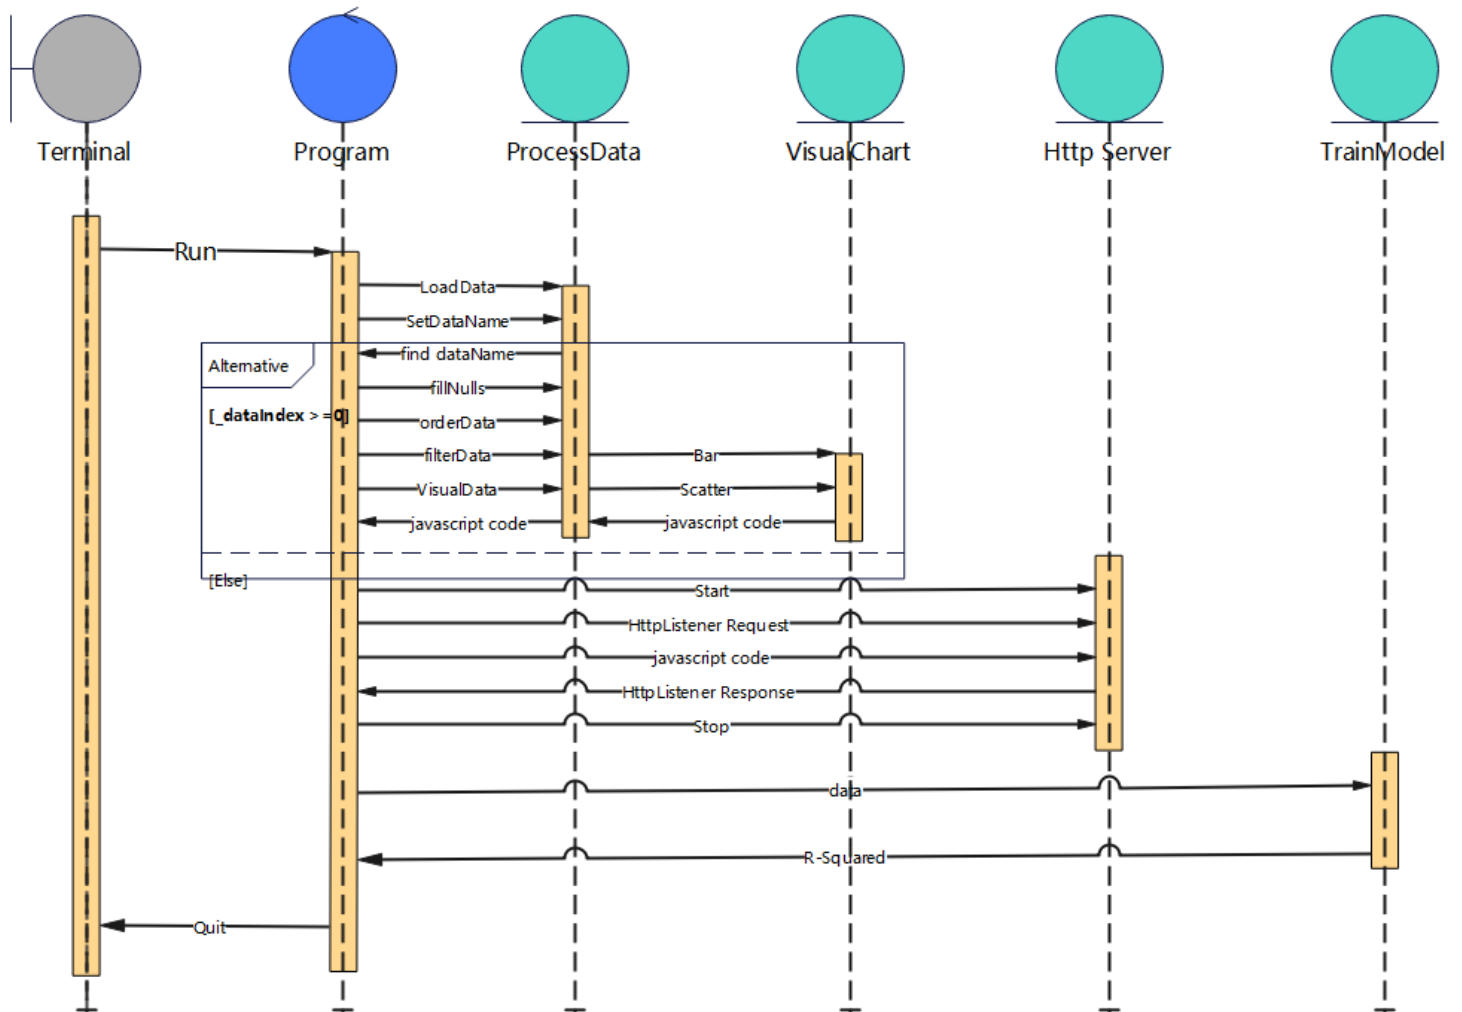 Terminal
Program
ProcessData
VisualChart
Http Server
TrainModel
Run
LoadData
SetDataName
find dataName
Alternative
fillNulls
[_dataIndex >=0]
orderData
filterData
Bar
VisualData
Scatter
javascript code
javascript code
[Else]
Start
HttpListener Request
javascript code
HttpListener Response
Stop
data
R-Squared
Quit